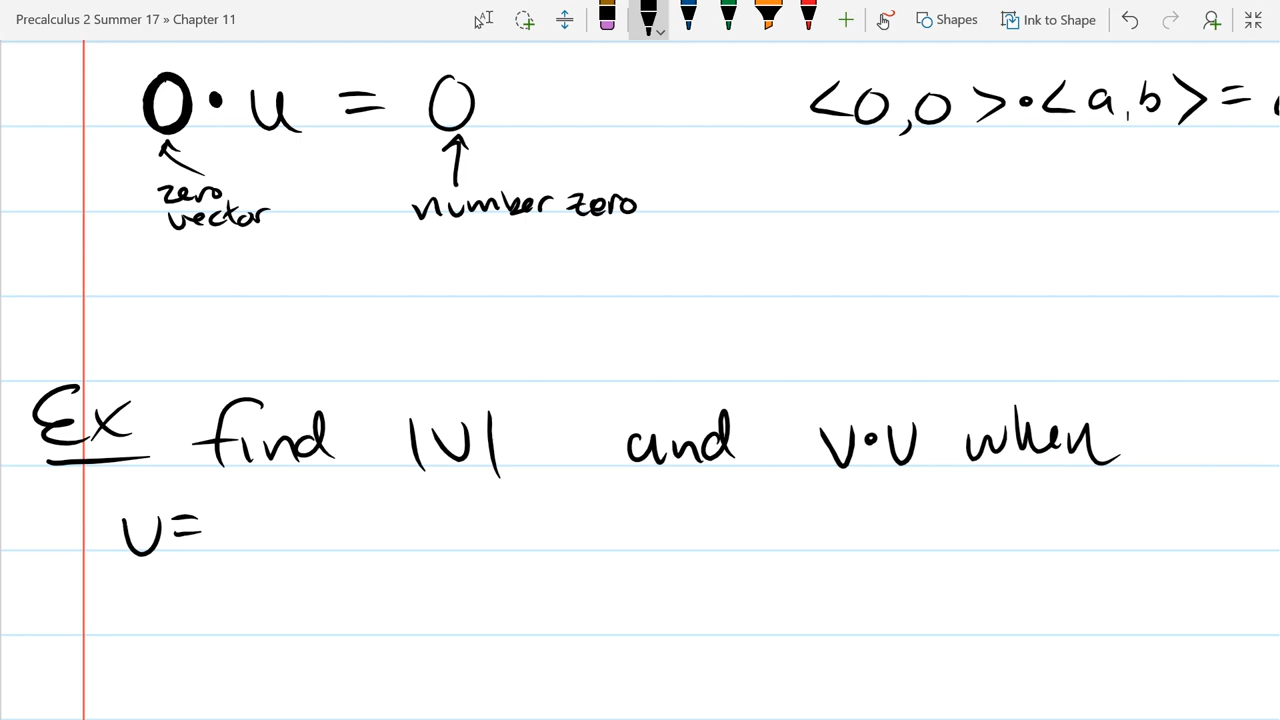 Precalculus 2 Summer 17 » Chapter 11
Shapes
Ink to Shape
0 · u = 0
<0,0>·<a,b>=
zero
vector
number zero
Ex find |v| and v·v when
v=